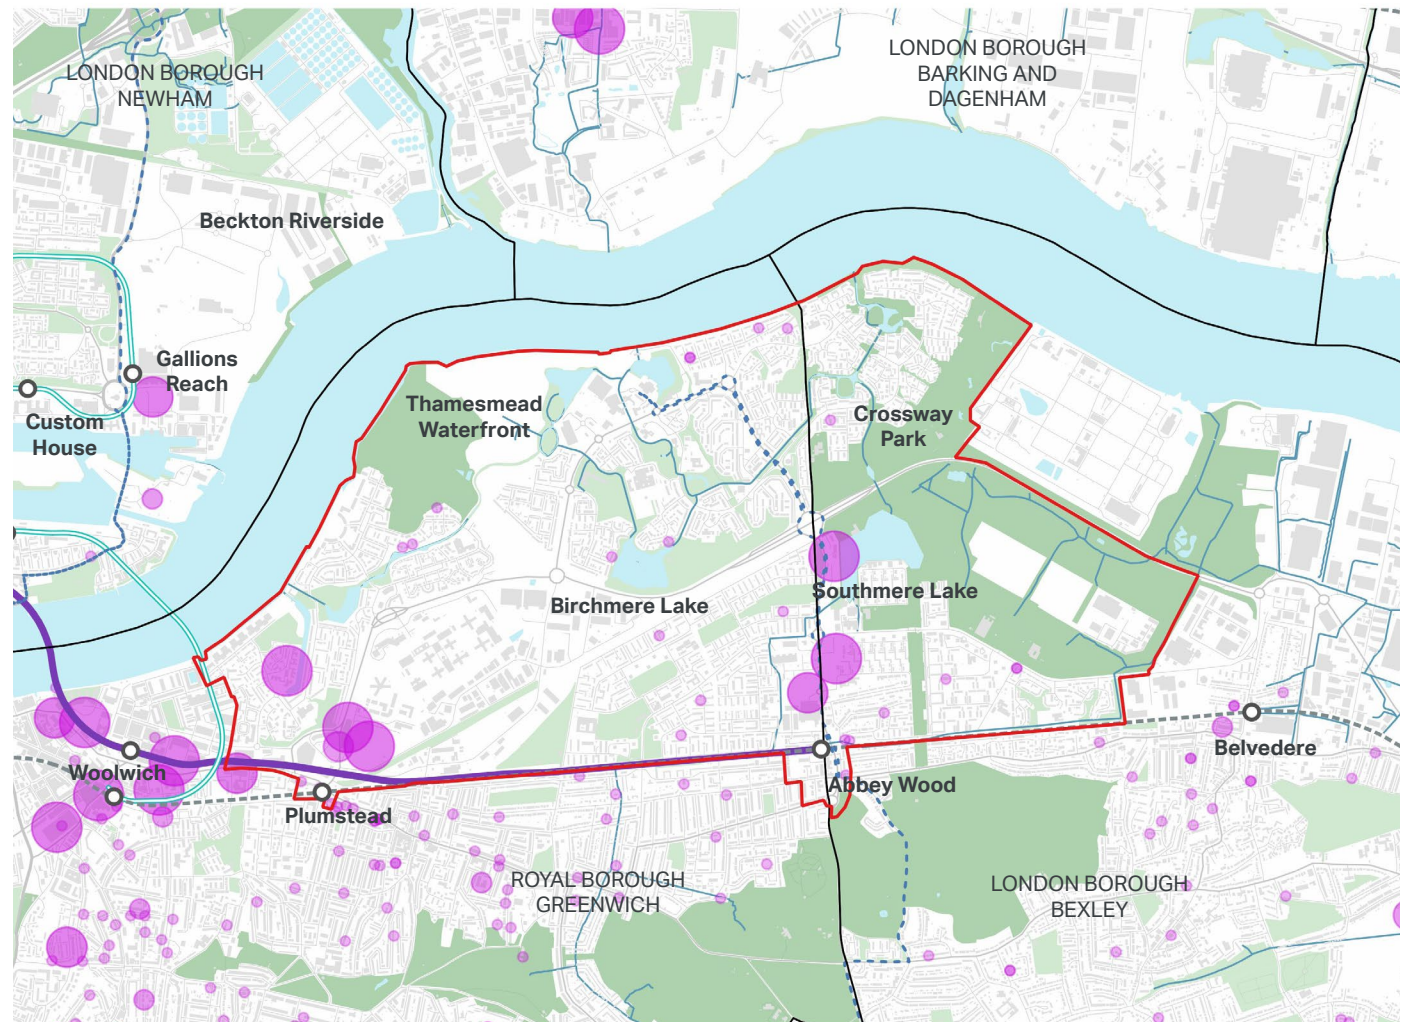 LONDON BOROUGH
NEWHAM
LONDON BOROUGH
BARKING AND
DAGENHAM
Beckton Riverside
Gallions
Reach
Custom
House
Thamesmead
Waterfront
Crossway
Park
Birchmere Lake
Southmere Lake
Woolwich
Plumstead
Abbey Wood
Belvedere
ROYAL BOROUGH
GREENWICH
LONDON BOROUGH
BEXLEY